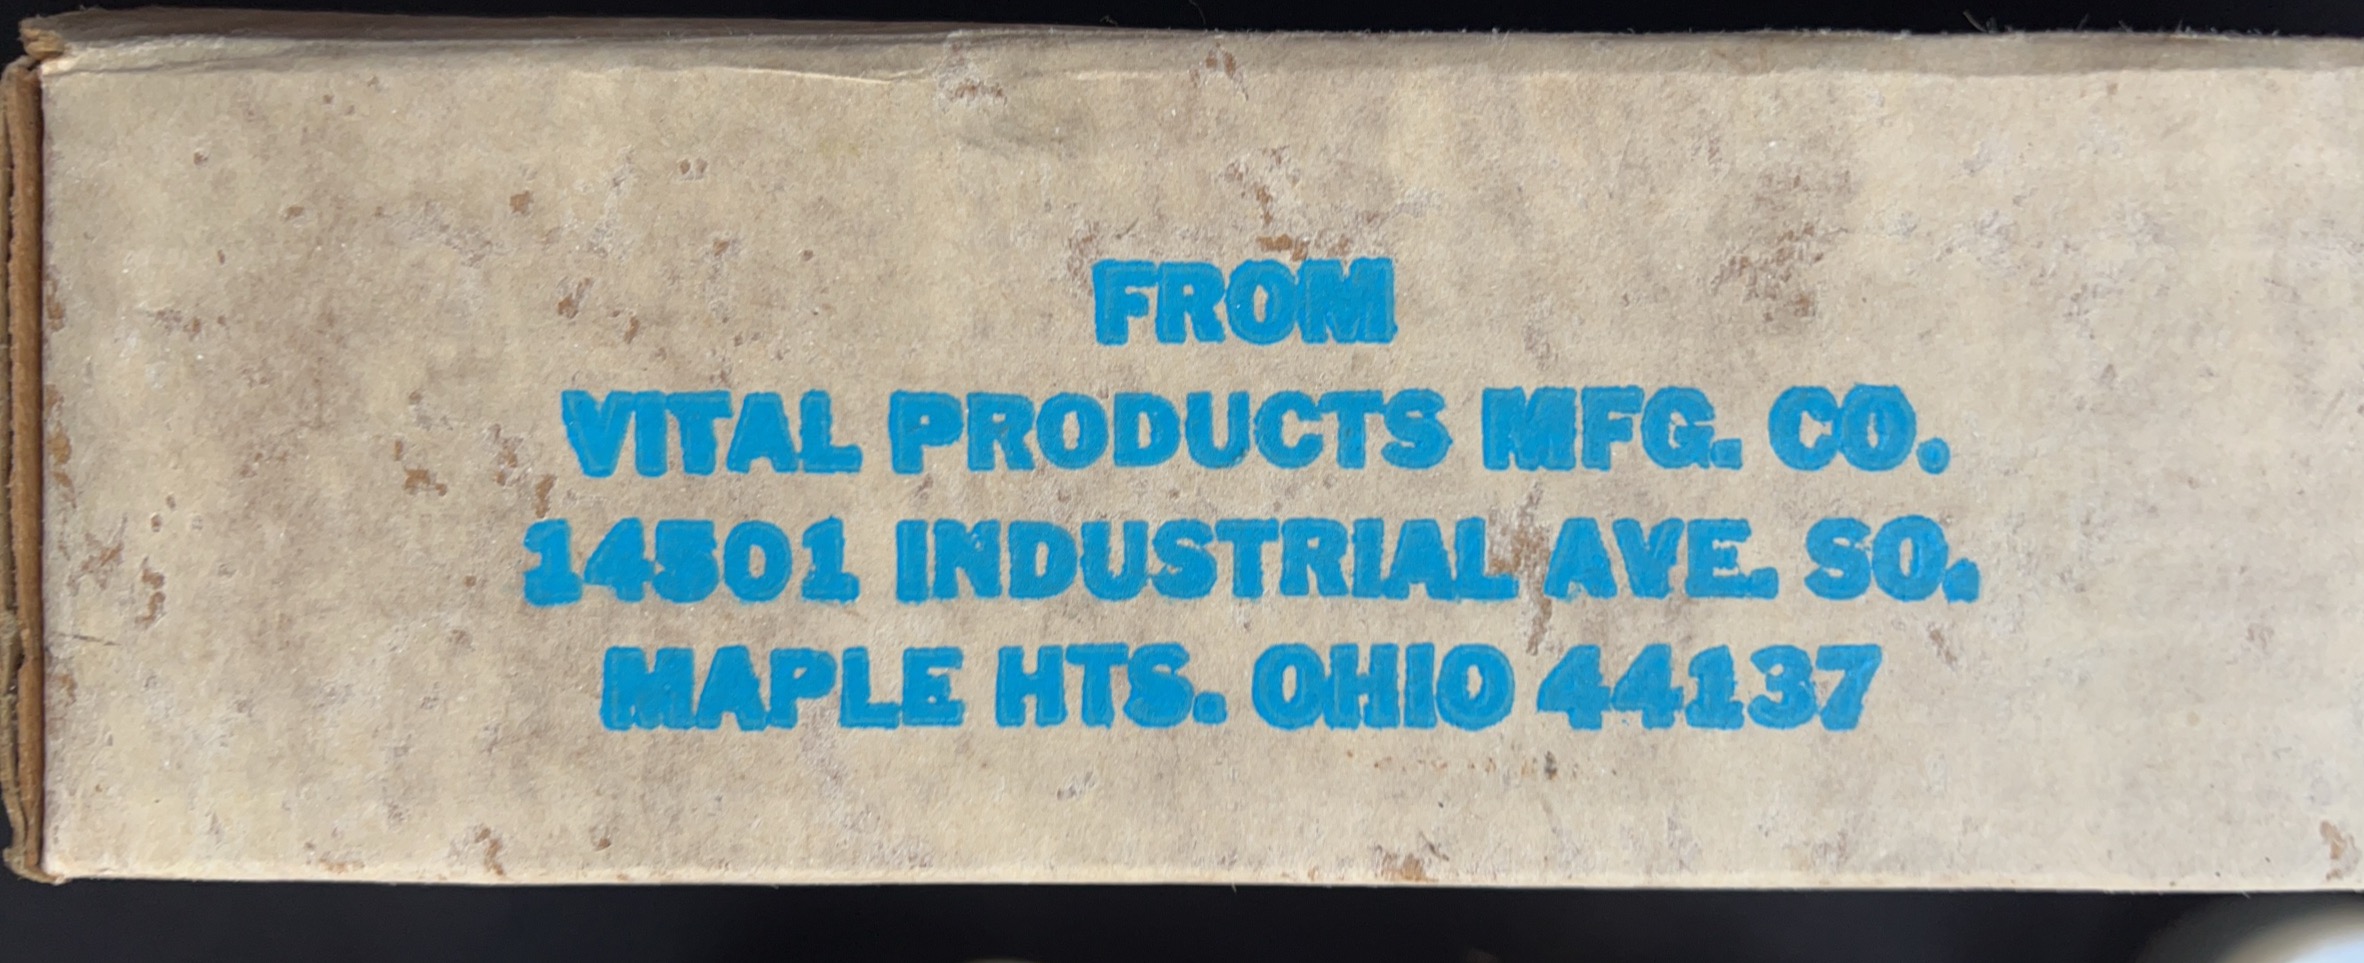 FROM
VITAL PRODUCTS MFG. CO.
14501 INDUSTRIAL AVE. SO.
MAPLE HTS. OHIO 44137